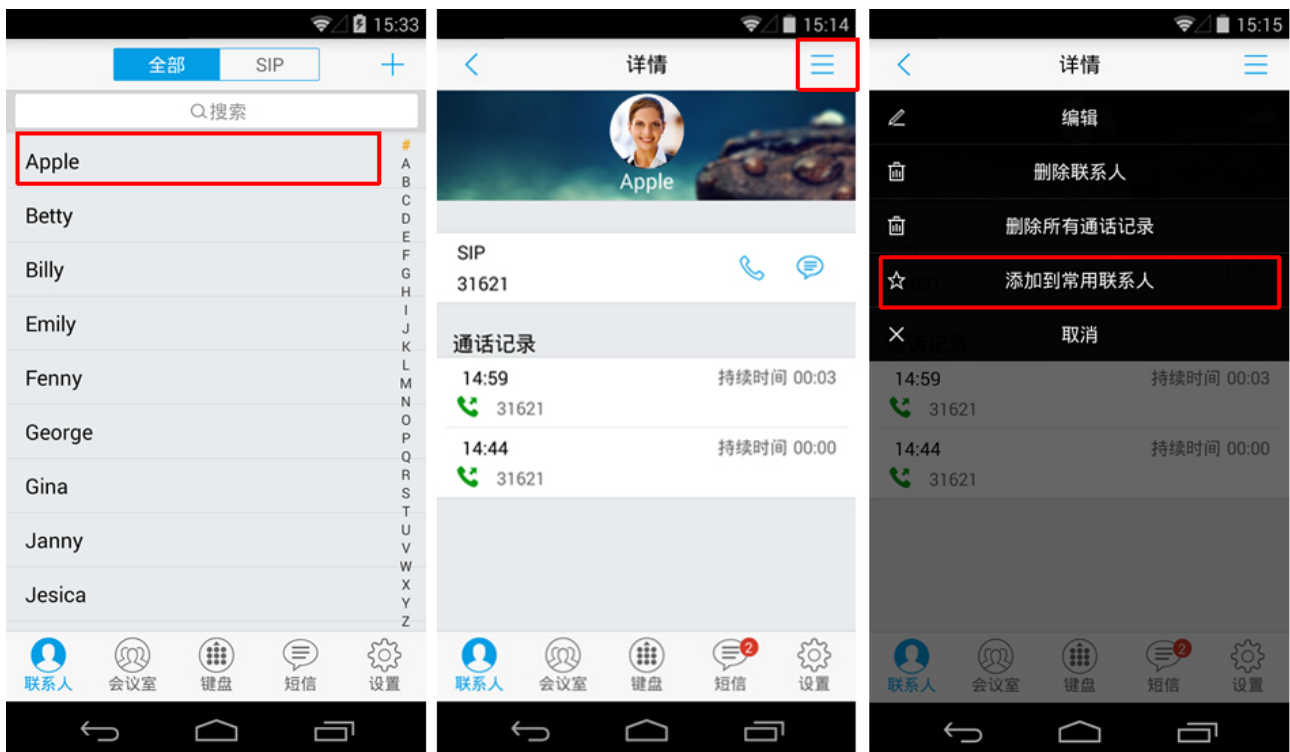 15:33
全部
SIP
搜索
Apple
Betty
Billy
Emily
Fenny
George
Gina
Janny
Jesica
#
A
B
C
D
E
F
G
H
I
J
K
L
M
N
O
P
Q
R
S
T
U
V
W
X
Y
Z
联系人
会议室
键盘
短信
设置
15:14
详情
Apple
SIP
31621
通话记录
14:59
持续时间 00:03
31621
14:44
持续时间 00:00
31621
2
联系人
会议室
键盘
短信
设置
15:15
详情
编辑
删除联系人
删除所有通话记录
添加到常用联系人
取消
通话记录
14:59
持续时间 00:03
31621
14:44
持续时间 00:00
31621
2
联系人
会议室
键盘
短信
设置